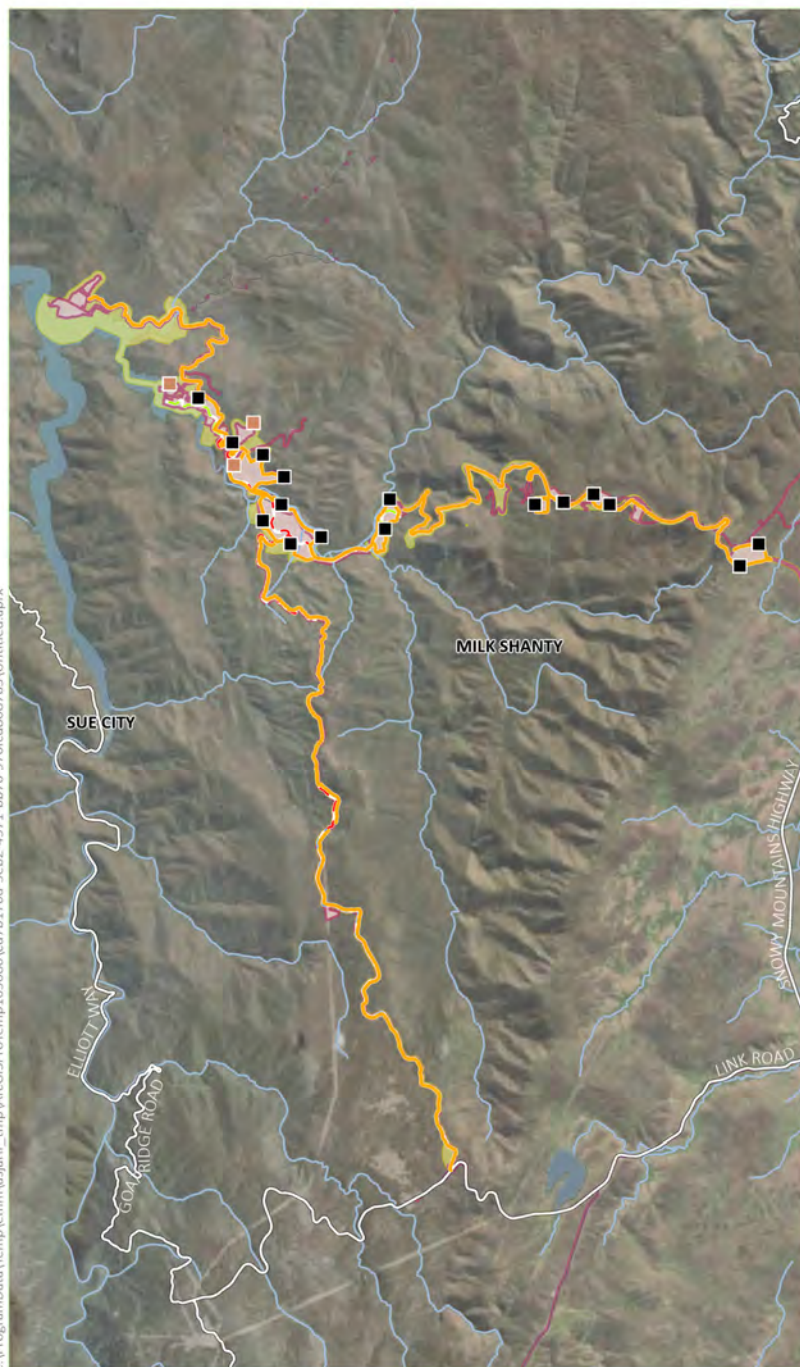 MILK SHANTY
SUE CITY
SNOWY MOUNTAINS HIGHWAY
ELLIOTT WAY
LINK ROAD
GOAT RIDGE ROAD